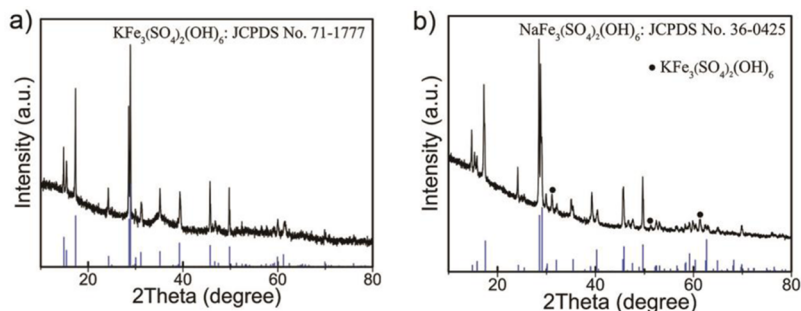 a)
KFe₃(SO₄)₂(OH)₆: JCPDS No. 71-1777
Intensity (a.u.)
20 40 60 80
2Theta (degree)
b)
NaFe₃(SO₄)₂(OH)₆: JCPDS No. 36-0425
● KFe₃(SO₄)₂(OH)₆
Intensity (a.u.)
20 40 60 80
2Theta (degree)